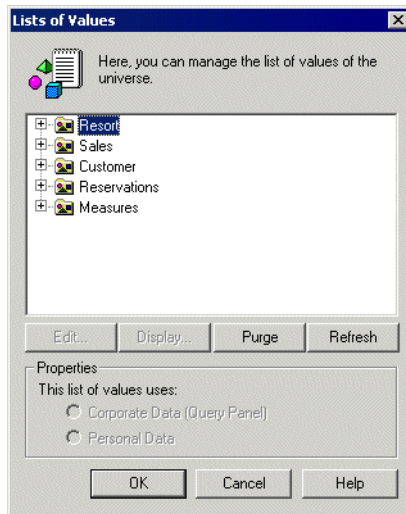 Lists of Values
Here, you can manage the list of values of the
universe.
Resort
Sales
Customer
Reservations
Measures
Edit... Display... Purge Refresh
Properties
This list of values uses:
Corporate Data (Query Panel)
Personal Data
OK Cancel Help